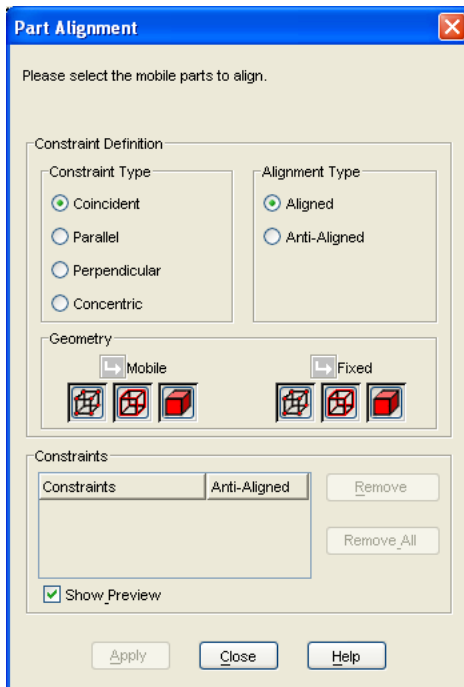 Part Alignment
Please select the mobile parts to align.
Constraint Definition
Constraint Type
Coincident
Parallel
Perpendicular
Concentric
Alignment Type
Aligned
Anti-Aligned
Geometry
Mobile
Fixed
Constraints
Constraints Anti-Aligned
Remove
Remove All
Show Preview
Apply Close Help